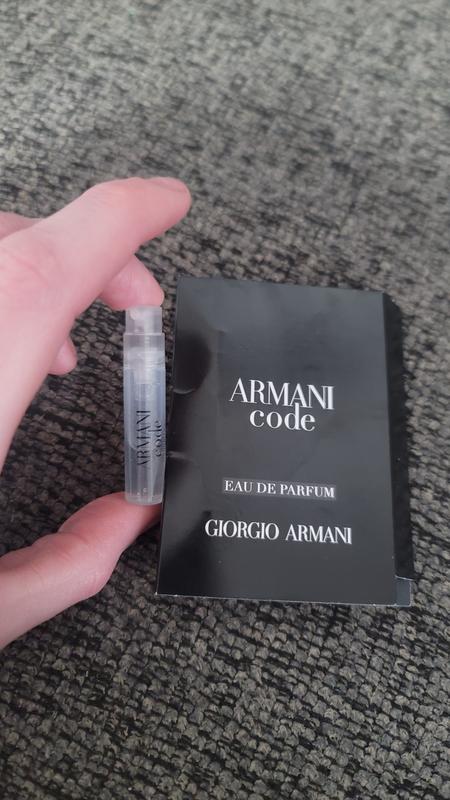 ARMANI
code
ARMANI
code
EAU DE PARFUM
GIORGIO ARMANI